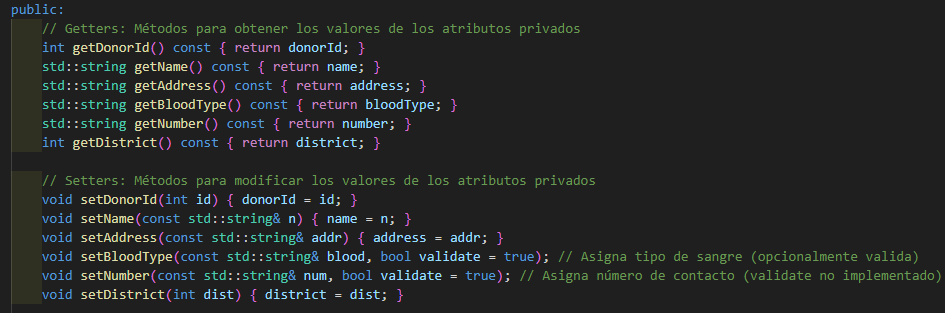 public:
// Getters: Métodos para obtener los valores de los atributos privados
int getDonorId() const { return donorId; }
std::string getName() const { return name; }
std::string getAddress() const { return address; }
std::string getBloodType() const { return bloodType; }
std::string getNumber() const { return number; }
int getDistrict() const { return district; }
// Setters: Métodos para modificar los valores de los atributos privados
void setDonorId(int id) { donorId = id; }
void setName(const std::string& n) { name = n; }
void setAddress(const std::string& addr) { address = addr; }
void setBloodType(const std::string& blood, bool validate = true); // Asigna tipo de sangre (opcionalmente valida)
void setNumber(const std::string& num, bool validate = true); // Asigna número de contacto (validate no implementado)
void setDistrict(int dist) { district = dist; }